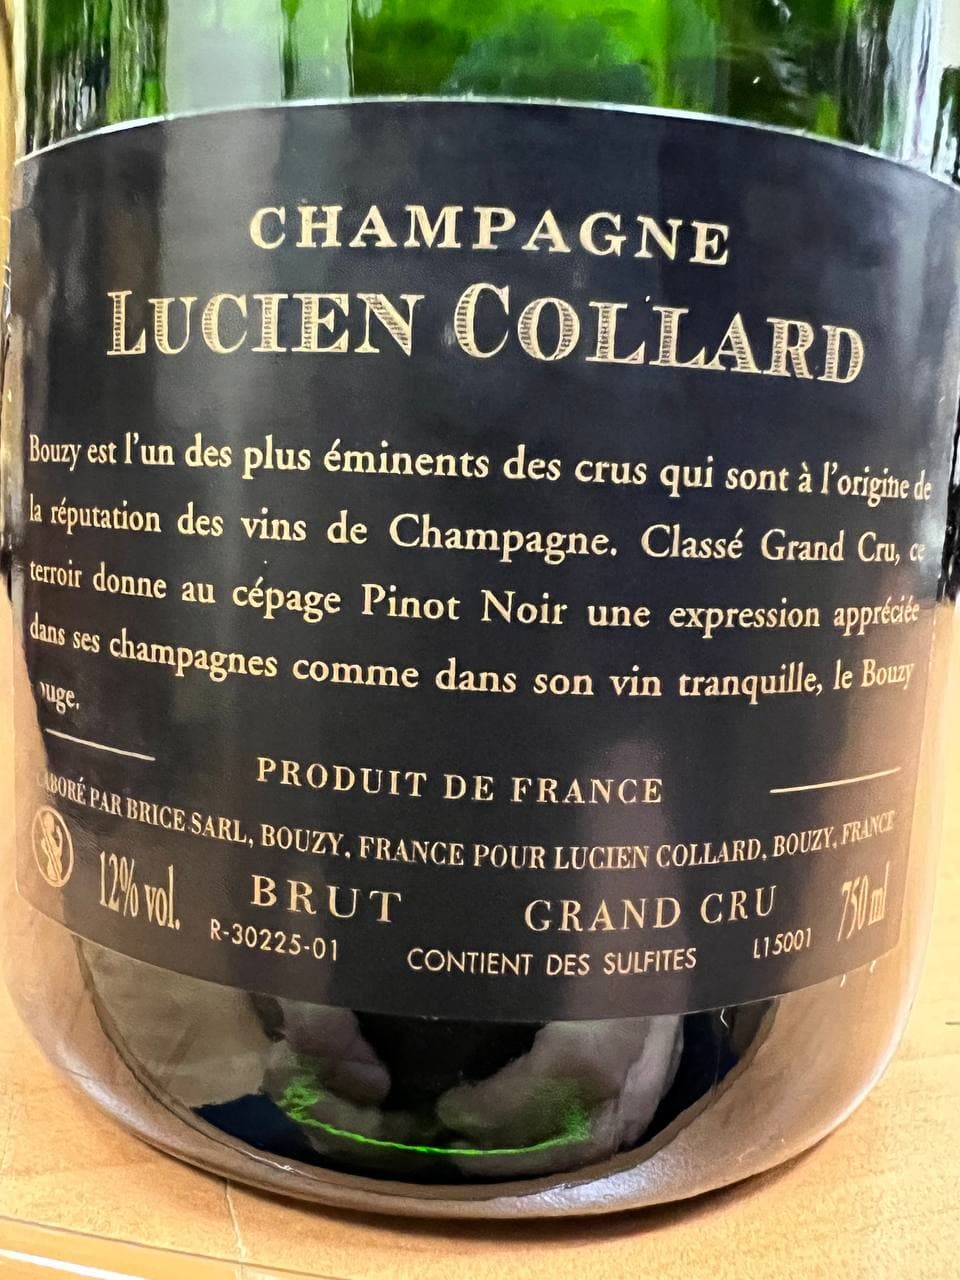 CHAMPAGNE
LUCIEN COLLARD
Bouzy est l'un des plus éminents des crus qui sont à l'origine de
la réputation des vins de Champagne. Classé Grand Cru, ce
terroir donne au cépage Pinot Noir une expression appréciée
dans ses champagnes comme dans son vin tranquille, le Bouzy
ouge.
PRODUIT DE FRANCE
ABORÉ PAR BRICE SARL, BOUZY, FRANCE POUR LUCIEN COLLARD, BOUZY, FRANCE
12% vol. BRUT GRAND CRU 750 ml
R-30225-01 CONTIENT DES SULFITES L15001